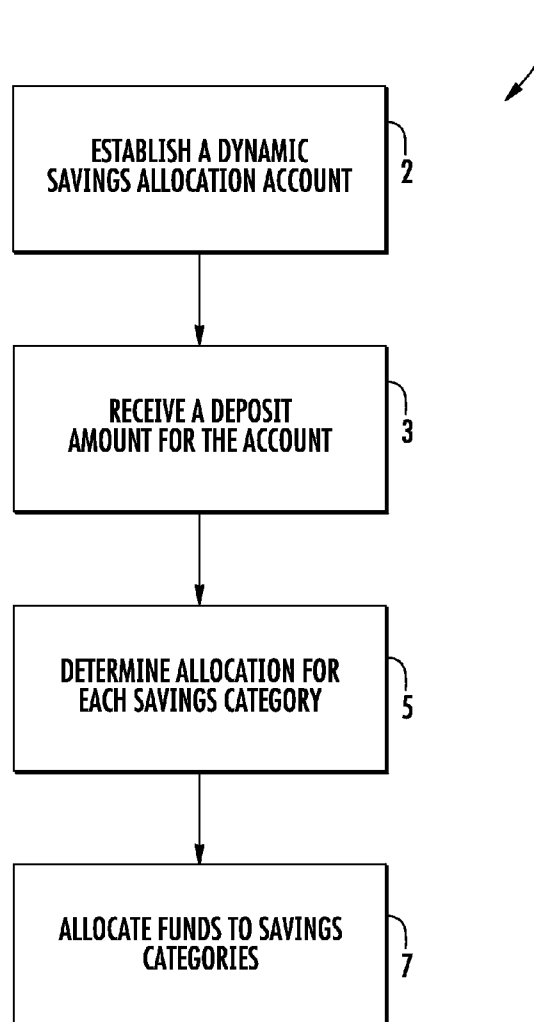 ESTABLISH A DYNAMIC
SAVINGS ALLOCATION ACCOUNT
2
RECEIVE A DEPOSIT
AMOUNT FOR THE ACCOUNT
3
DETERMINE ALLOCATION FOR
EACH SAVINGS CATEGORY
5
ALLOCATE FUNDS TO SAVINGS
CATEGORIES
7